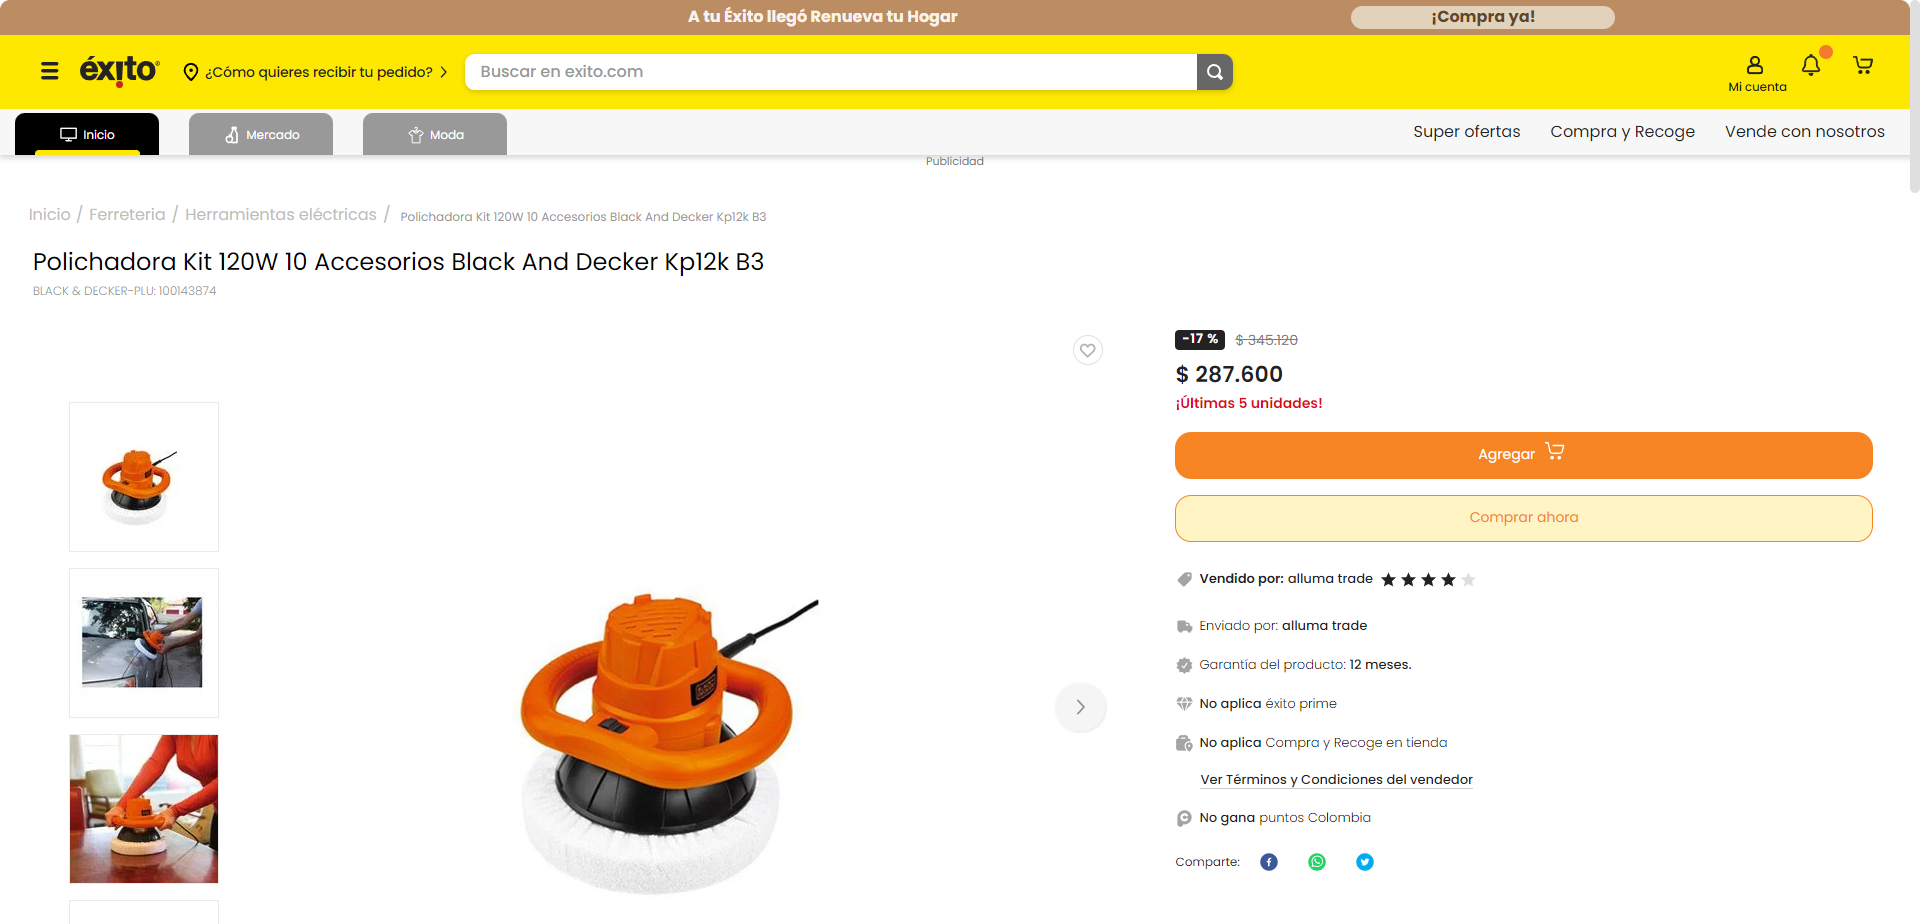 A tu Éxito llegó Renueva tu Hogar
¡Compra ya!
éxito
¿Cómo quieres recibir tu pedido?
Buscar en exito.com
Mi cuenta
Inicio
Mercado
Moda
Super ofertas
Compra y Recoge
Vende con nosotros
Publicidad
Inicio / Ferreteria / Herramientas eléctricas / Polichadora Kit 120W 10 Accesorios Black And Decker Kp12k B3
Polichadora Kit 120W 10 Accesorios Black And Decker Kp12k B3
BLACK & DECKER-PLU: 100143874
-17 % $ 345.120
$ 287.600
¡Últimas 5 unidades!
Agregar
Comprar ahora
Vendido por: alluma trade
Enviado por: alluma trade
Garantía del producto: 12 meses.
No aplica éxito prime
No aplica Compra y Recoge en tienda
Ver Términos y Condiciones del vendedor
No gana puntos Colombia
Comparte: